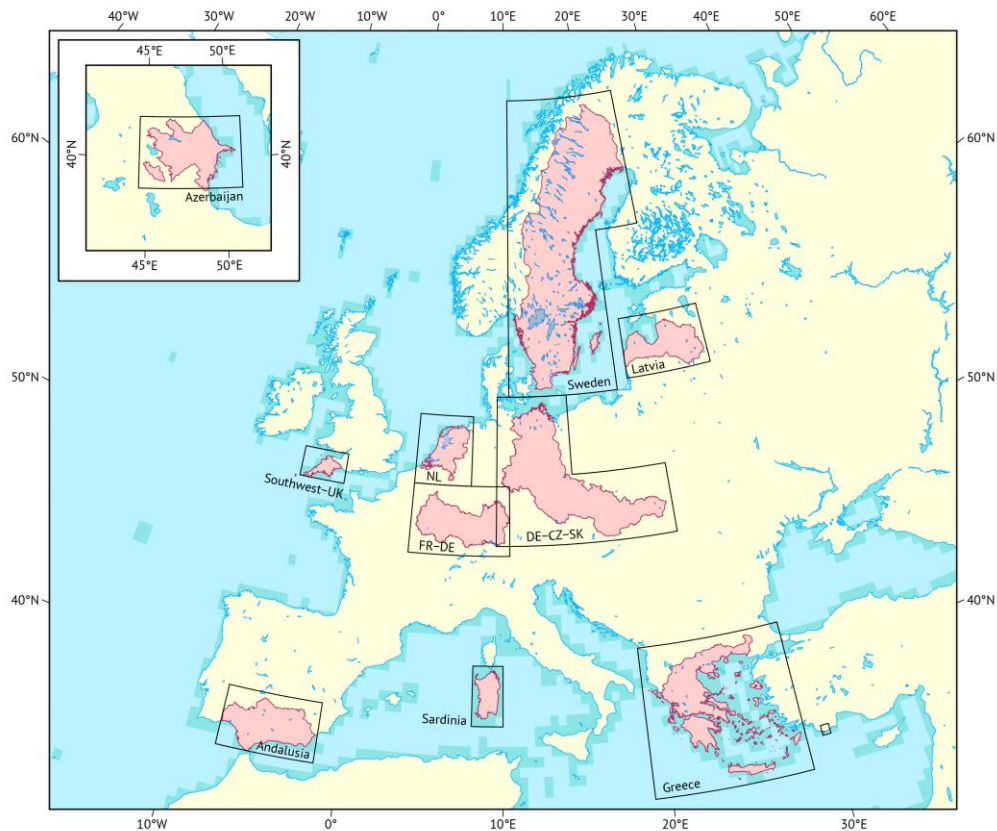 40°W 30°W 20°W 10°W 0° 10°E 20°E 30°E 40°E 50°E 60°E
45°E 50°E
40°N 40°N
Azerbaijan
45°E 50°E
60°N 60°N
Sweden
Latvia
50°N 50°N
Southwest-UK
NL
FR-DE
DE-CZ-SK
40°N 40°N
Sardinia
Andalusia
Greece
10°W 0° 10°E 20°E 30°E